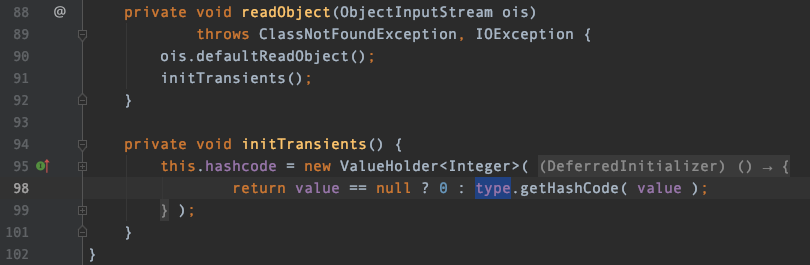 88 @ private void readObject(ObjectInputStream ois)
89 throws ClassNotFoundException, IOException {
90 ois.defaultReadObject();
91 initTransients();
92 }
93
94 private void initTransients() {
95 this.hashcode = new ValueHolder<Integer>( (DeferredInitializer) () → {
98 return value == null ? 0 : type.getHashCode( value );
99 } );
101 }
102 }